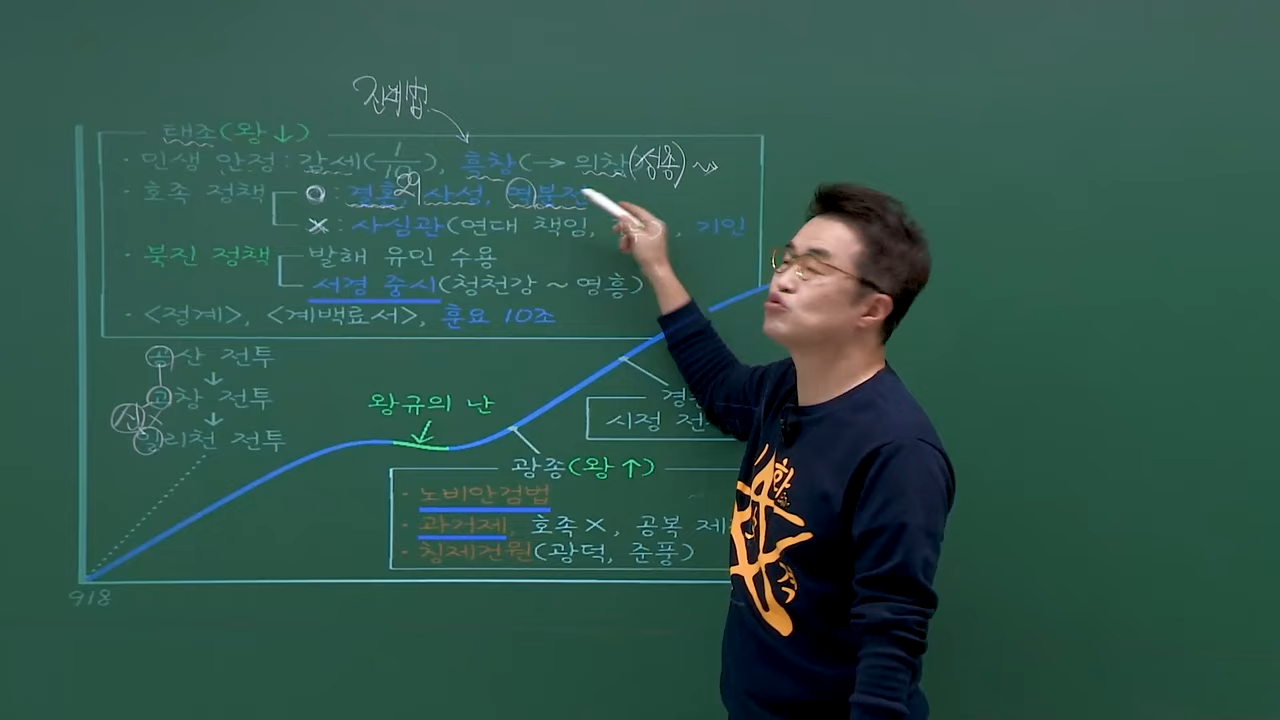 진대법
태조(왕↓)
· 민생 안정 : 감세(1/10), 흑창(→ 의창(성종)
· 호족 정책 ○ : 경혼, 사성, 역분전
× : 사심관(연대 책임, 기인
· 북진 정책 발해 유민 수용
서경 중시(청천강 ~ 영흥)
· <정계>, <계백료서>, 훈요 10조
공산 전투
↓
고창 전투
↓
일리천 전투
왕규의 난
시정 전
광종(왕↑)
· 노비안검법
· 과거제, 호족×, 공복 제
· 칭제건원(광덕, 준풍)
918